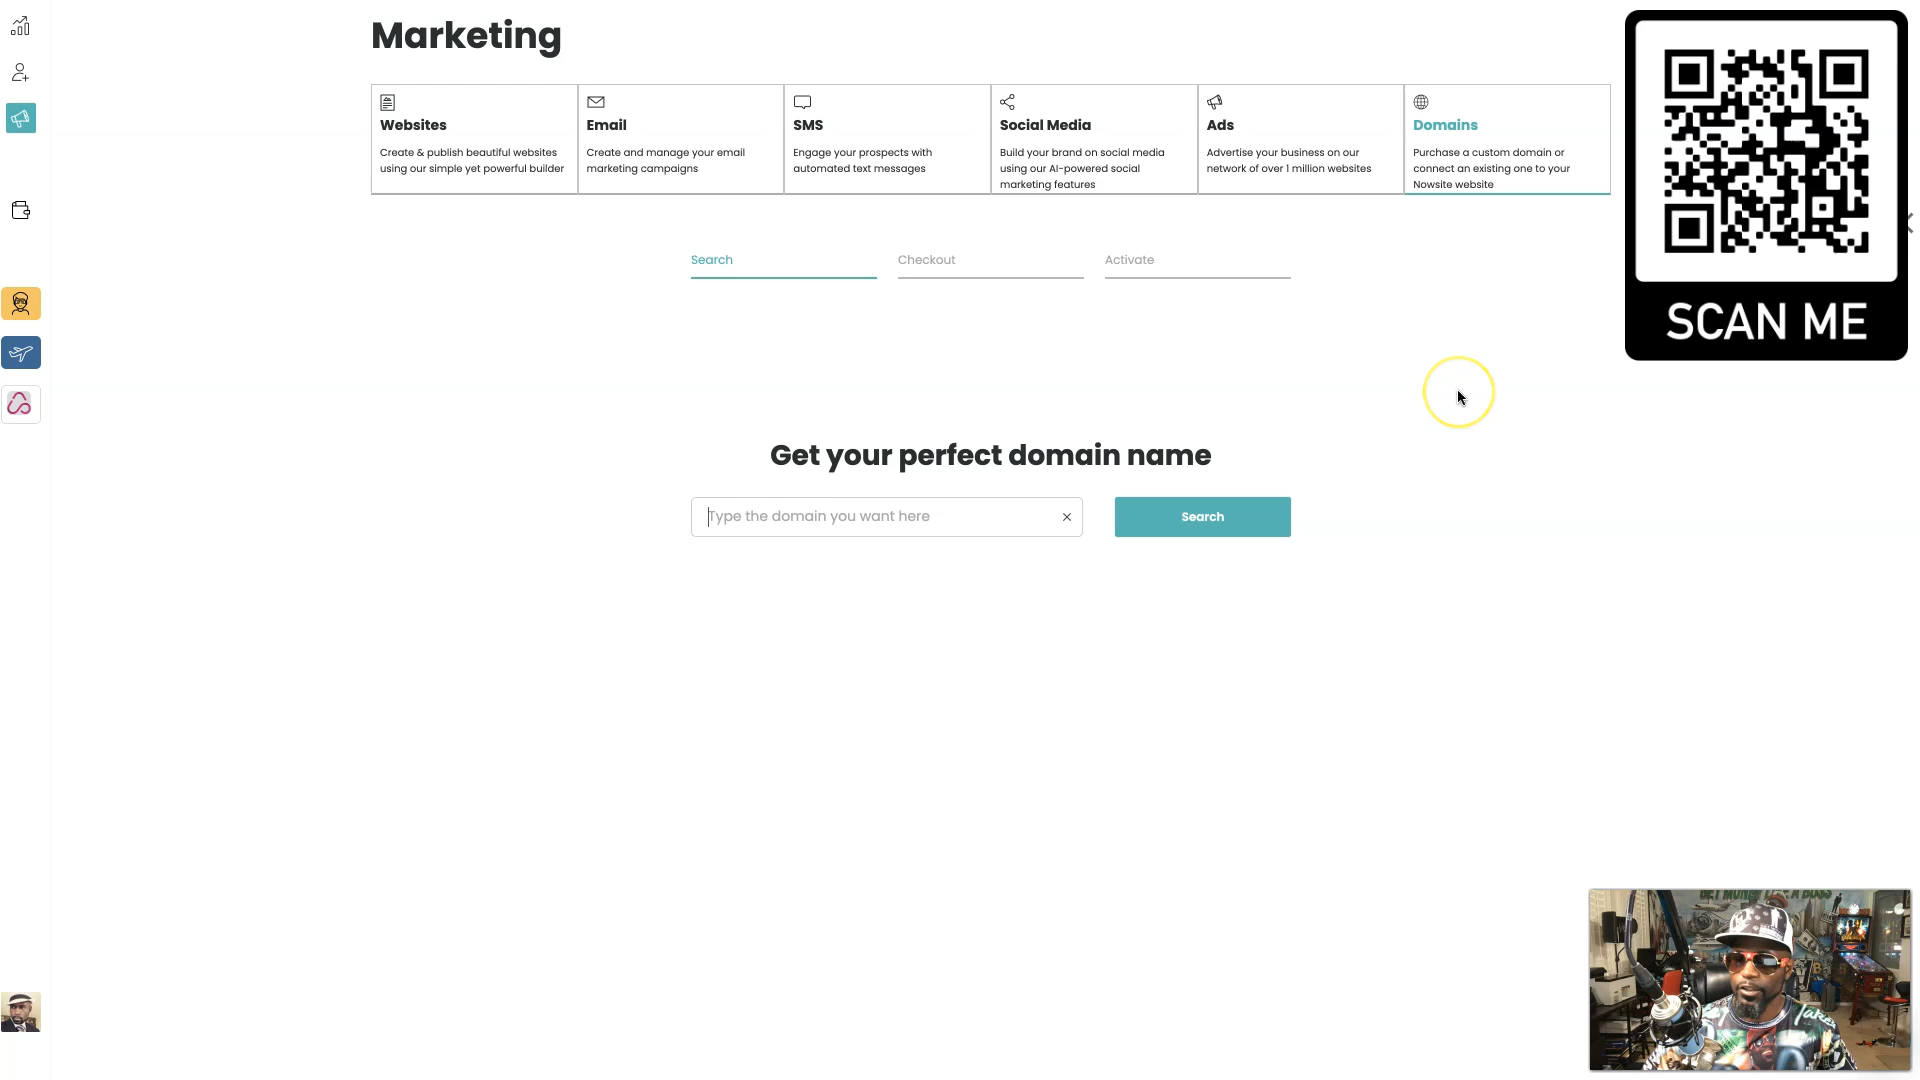 Marketing
Websites
Create & publish beautiful websites
using our simple yet powerful builder
Email
Create and manage your email
marketing campaigns
SMS
Engage your prospects with
automated text messages
Social Media
Build your brand on social media
using our AI-powered social
marketing features
Ads
Advertise your business on our
network of over 1 million websites
Domains
Purchase a custom domain or
connect an existing one to your
Nowsite website
SCAN ME
Search
Checkout
Activate
Get your perfect domain name
Type the domain you want here
Search